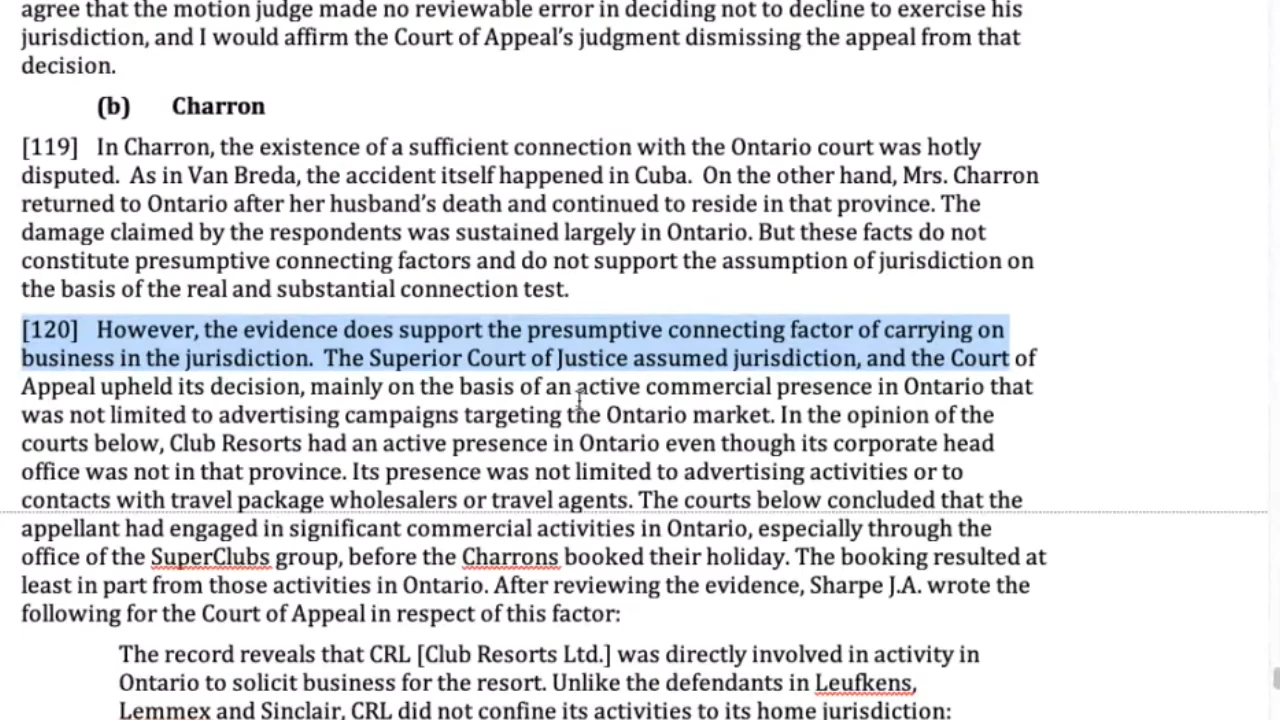 agree that the motion judge made no reviewable error in deciding not to decline to exercise his
jurisdiction, and I would affirm the Court of Appeal's judgment dismissing the appeal from that
decision.
(b) Charron
[119] In Charron, the existence of a sufficient connection with the Ontario court was hotly
disputed. As in Van Breda, the accident itself happened in Cuba. On the other hand, Mrs. Charron
returned to Ontario after her husband's death and continued to reside in that province. The
damage claimed by the respondents was sustained largely in Ontario. But these facts do not
constitute presumptive connecting factors and do not support the assumption of jurisdiction on
the basis of the real and substantial connection test.
[120] However, the evidence does support the presumptive connecting factor of carrying on
business in the jurisdiction. The Superior Court of Justice assumed jurisdiction, and the Court of
Appeal upheld its decision, mainly on the basis of an active commercial presence in Ontario that
was not limited to advertising campaigns targeting the Ontario market. In the opinion of the
courts below, Club Resorts had an active presence in Ontario even though its corporate head
office was not in that province. Its presence was not limited to advertising activities or to
contacts with travel package wholesalers or travel agents. The courts below concluded that the
appellant had engaged in significant commercial activities in Ontario, especially through the
office of the SuperClubs group, before the Charrons booked their holiday. The booking resulted at
least in part from those activities in Ontario. After reviewing the evidence, Sharpe J.A. wrote the
following for the Court of Appeal in respect of this factor:
The record reveals that CRL [Club Resorts Ltd.] was directly involved in activity in
Ontario to solicit business for the resort. Unlike the defendants in Leufkens,
Lemmex and Sinclair, CRL did not confine its activities to its home jurisdiction: